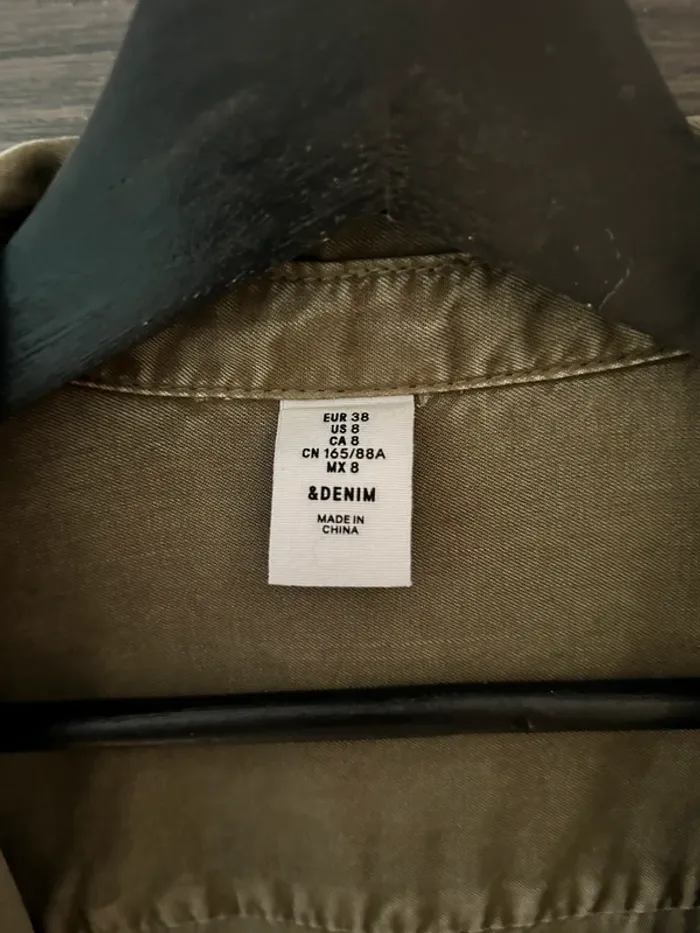 EUR 38
US 8
CA 8
CN 165/88A
MX 8
&DENIM
MADE IN
CHINA